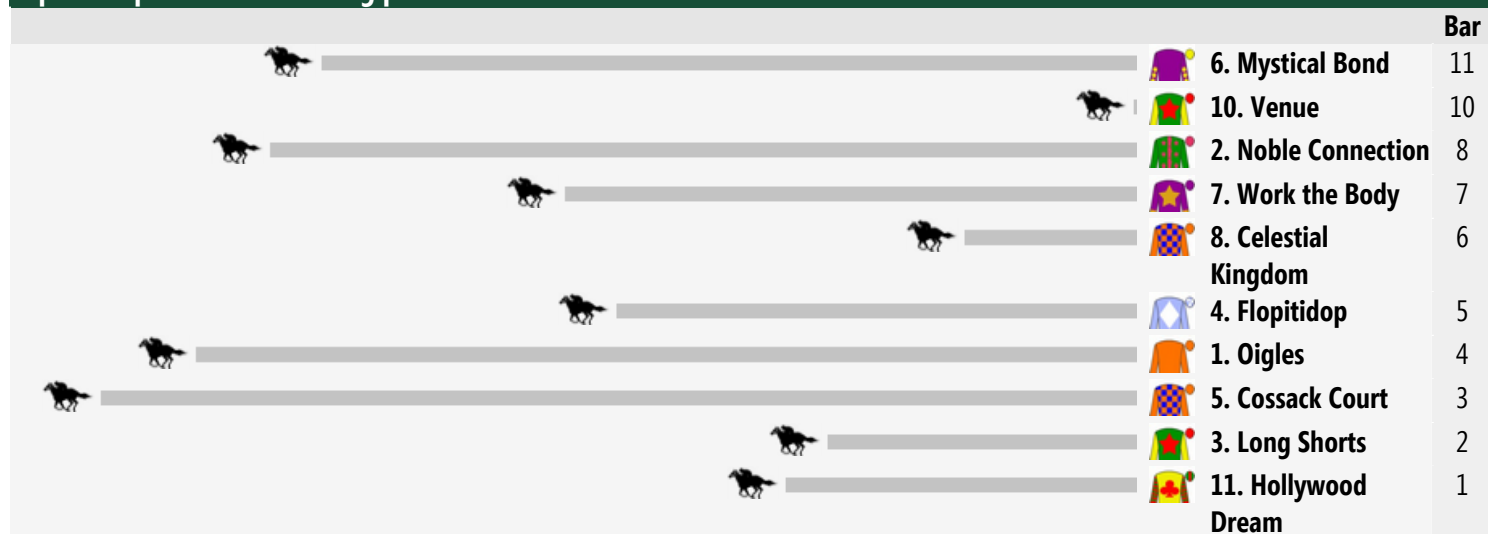 Bar
6. Mystical Bond 11
10. Venue 10
2. Noble Connection 8
7. Work the Body 7
8. Celestial 6
Kingdom
4. Flopitidop 5
1. Oigles 4
5. Cossack Court 3
3. Long Shorts 2
11. Hollywood 1
Dream